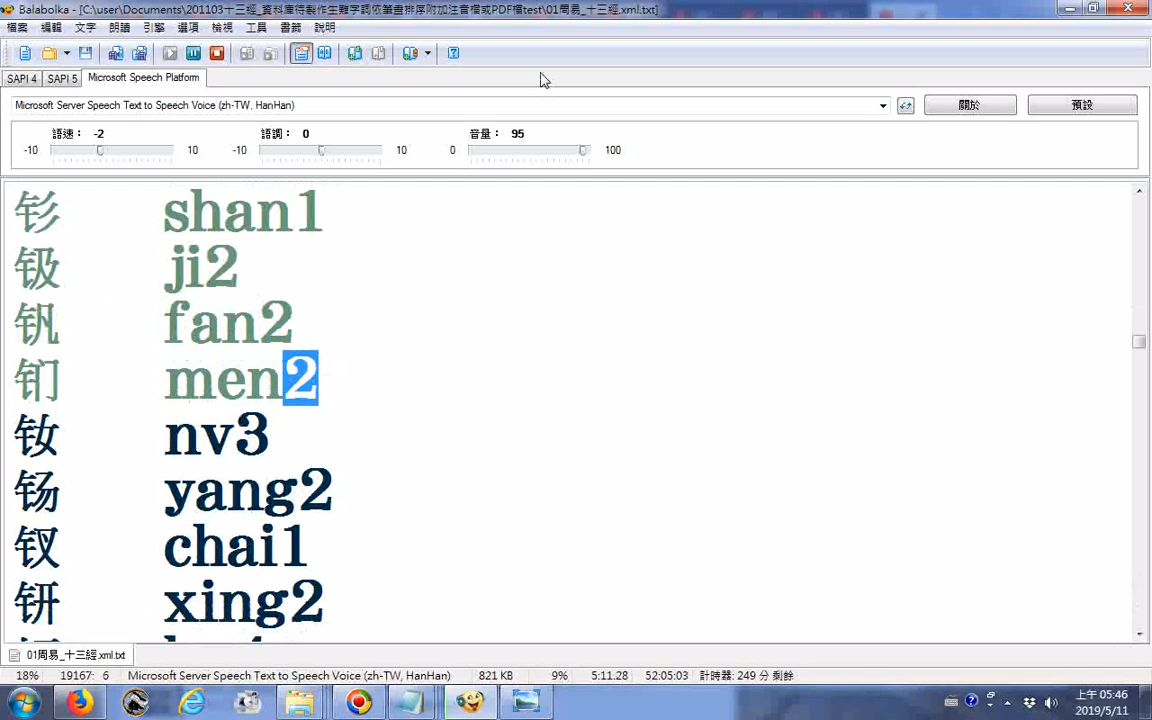 Balabolka - [C:\user\Documents\201103十三經_資料庫待製作生難字詞依筆畫排序附加注音檔或PDF檔test\01周易_十三經.xml.txt]
檔案 編輯 文字 朗讀 引擎 選項 檢視 工具 書籤 說明
SAPI 4 SAPI 5 Microsoft Speech Platform
Microsoft Server Speech Text to Speech Voice (zh-TW, HanHan) 關於 預設
語速： -2 語調： 0 音量： 95
-10 10 -10 10 0 100
钐 shan1
钑 ji2
钒 fan2
钔 men2
钕 nv3
钖 yang2
钗 chai1
钘 xing2
01周易_十三經.xml.txt
18% 19167: 6 Microsoft Server Speech Text to Speech Voice (zh-TW, HanHan) 821 KB 9% 5:11.28 52:05:03 計時器: 249 分 剩餘
上午 05:46
2019/5/11